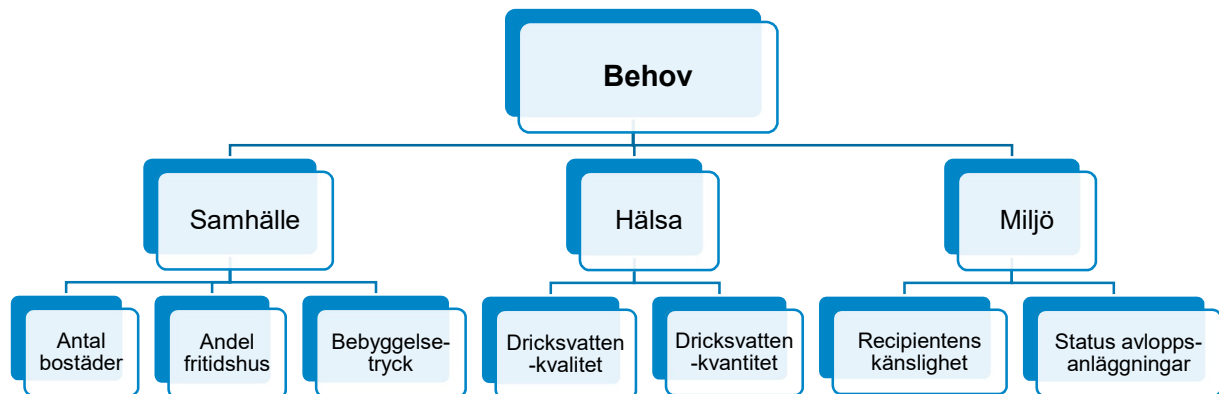 Behov
Samhälle
Hälsa
Miljö
Antal
bostäder
Andel
fritidshus
Bebyggelse-
tryck
Dricksvatten
-kvalitet
Dricksvatten
-kvantitet
Recipientens
känslighet
Status avlopps-
anläggningar